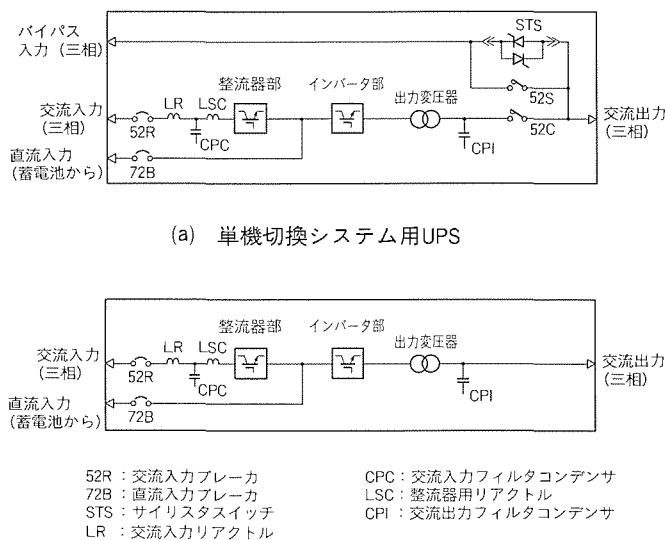 STS
バイパス
入力(三相)
整流器部
インバータ部
出力変圧器
LR
LSC
52S
交流入力
(三相)
52R
CPC
CPI
52C
交流出力
(三相)
直流入力
(蓄電池から)
72B
(a) 単機切換システム用UPS
整流器部
インバータ部
出力変圧器
LR
LSC
交流入力
(三相)
52R
CPC
CPI
交流出力
(三相)
直流入力
(蓄電池から)
72B
52R:交流入力ブレーカ
72B:直流入力ブレーカ
STS:サイリスタスイッチ
LR:交流入力リアクトル
CPC:交流入力フィルタコンデンサ
LSC:整流器用リアクトル
CPI:交流出力フィルタコンデンサ